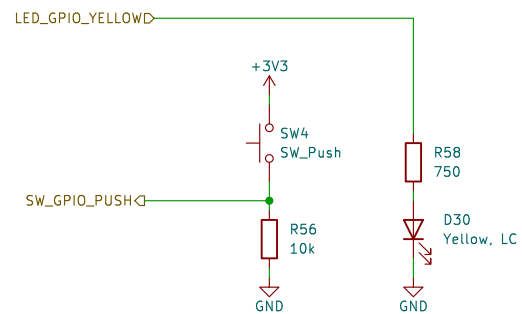 LED_GPIO_YELLOW
+3V3
SW4
SW_Push
R58
750
SW_GPIO_PUSH
R56
10k
D30
Yellow, LC
GND
GND